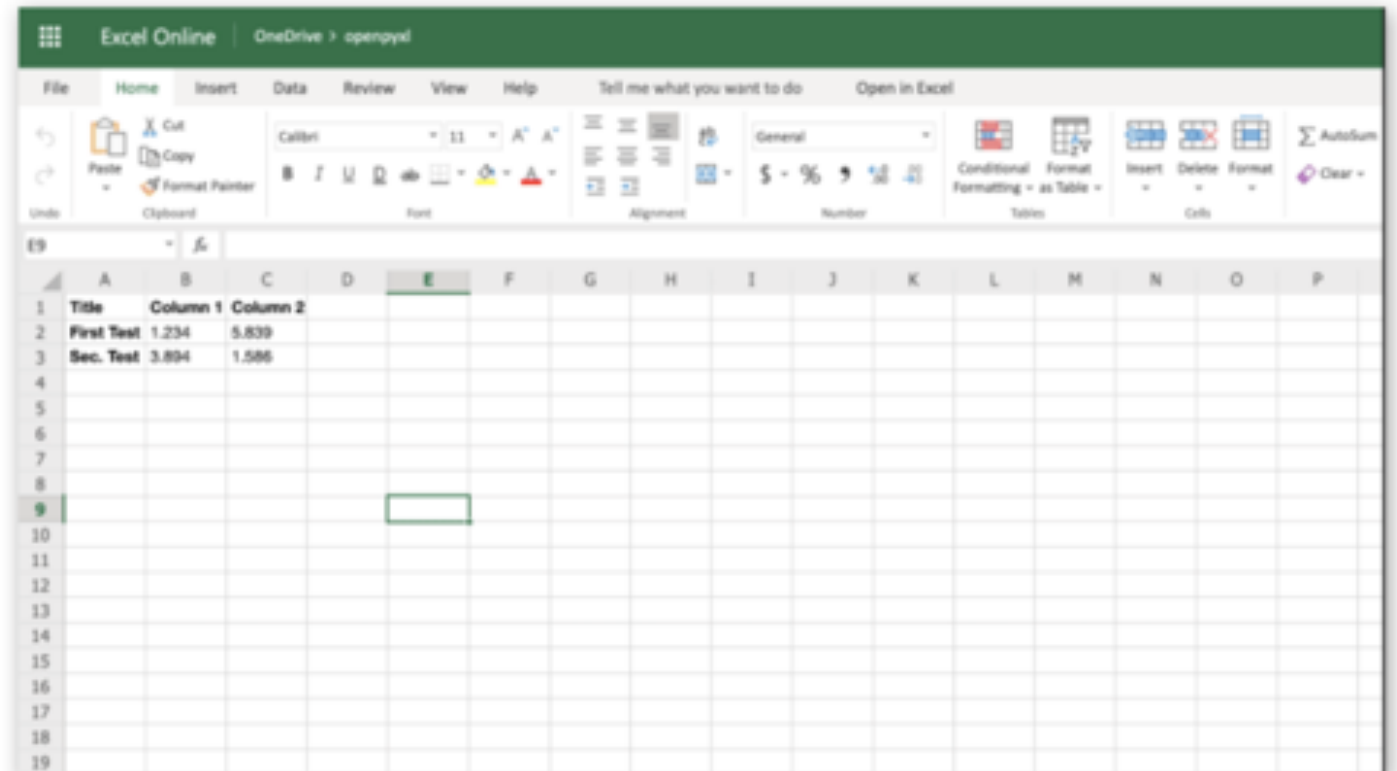 Excel Online OneDrive > openpyxl
File Home Insert Data Review View Help Tell me what you want to do Open in Excel
Cut
Copy
Format Painter
Paste
Undo Clipboard
Calibri 11
B I U D ab A
Font
Alignment
General
$ % 9
Number
Conditional Formatting
Format as Table
Tables
Insert Delete Format
Cells
AutoSum
Clear
E9 fx
A B C D E F G H I J K L M N O P
1 Title Column 1 Column 2
2 First Test 1.234 5.839
3 Sec. Test 3.894 1.586
4
5
6
7
8
9
10
11
12
13
14
15
16
17
18
19